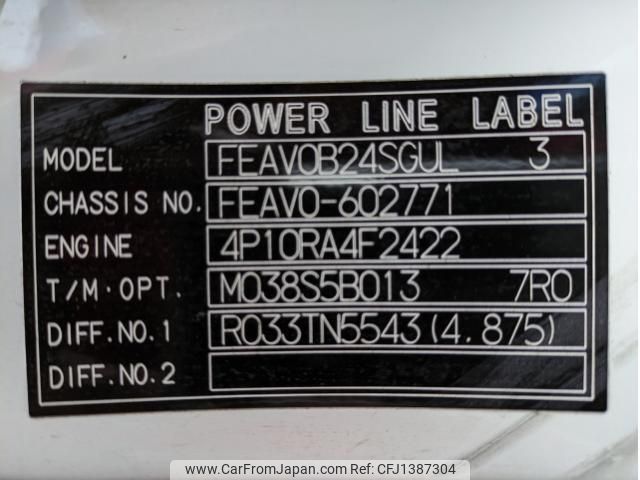 POWER LINE LABEL
MODEL FEAV0B24SGUL 3
CHASSIS NO. FEAV0-602771
ENGINE 4P10RA4F2422
T/M·OPT. M038S5B013 7R0
DIFF.NO.1 R033TN5543(4.875)
DIFF.NO.2
www.CarFromJapan.com - CFJ1387304